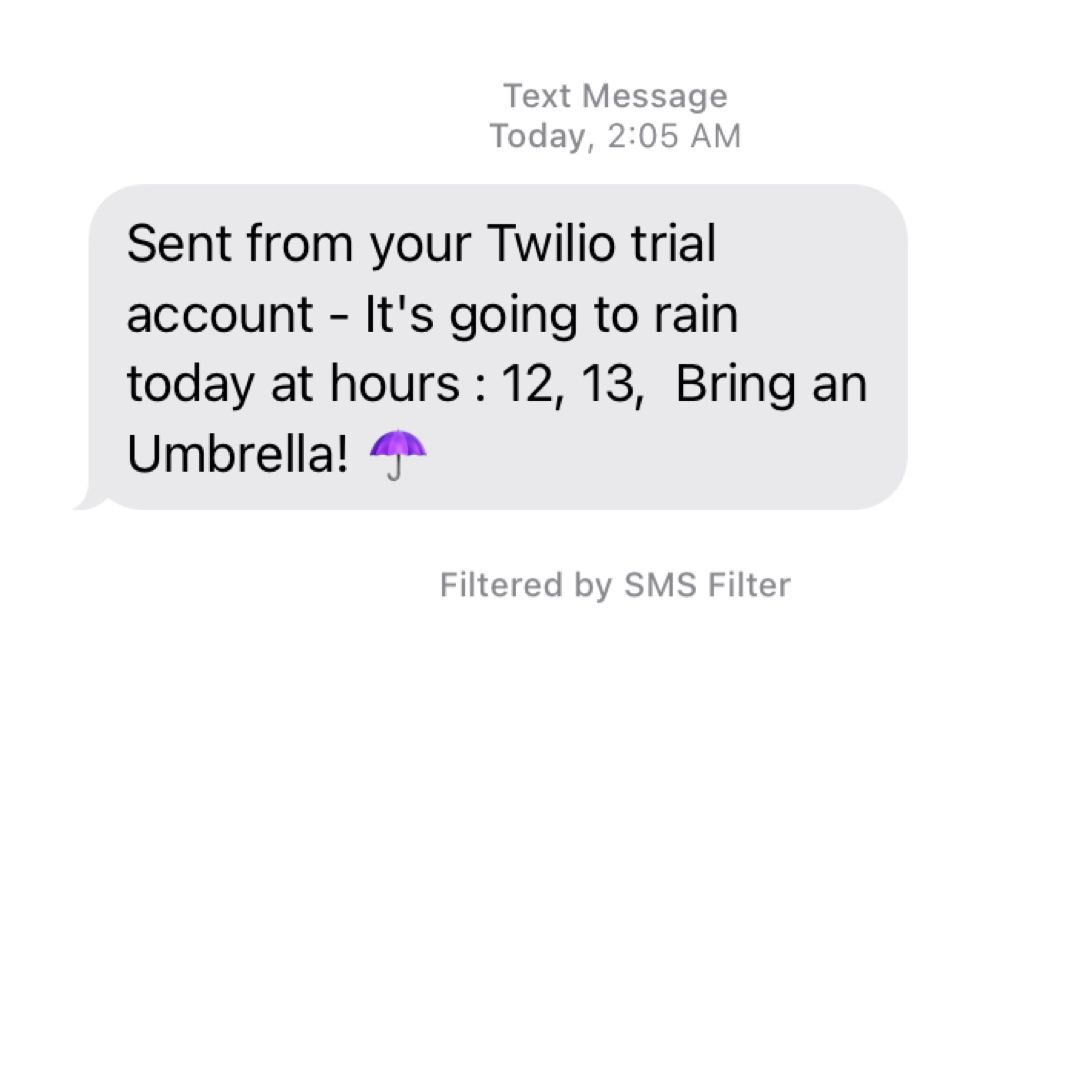 Text Message
Today, 2:05 AM
Sent from your Twilio trial
account - It's going to rain
today at hours : 12, 13,  Bring an
Umbrella! ☂️
Filtered by SMS Filter